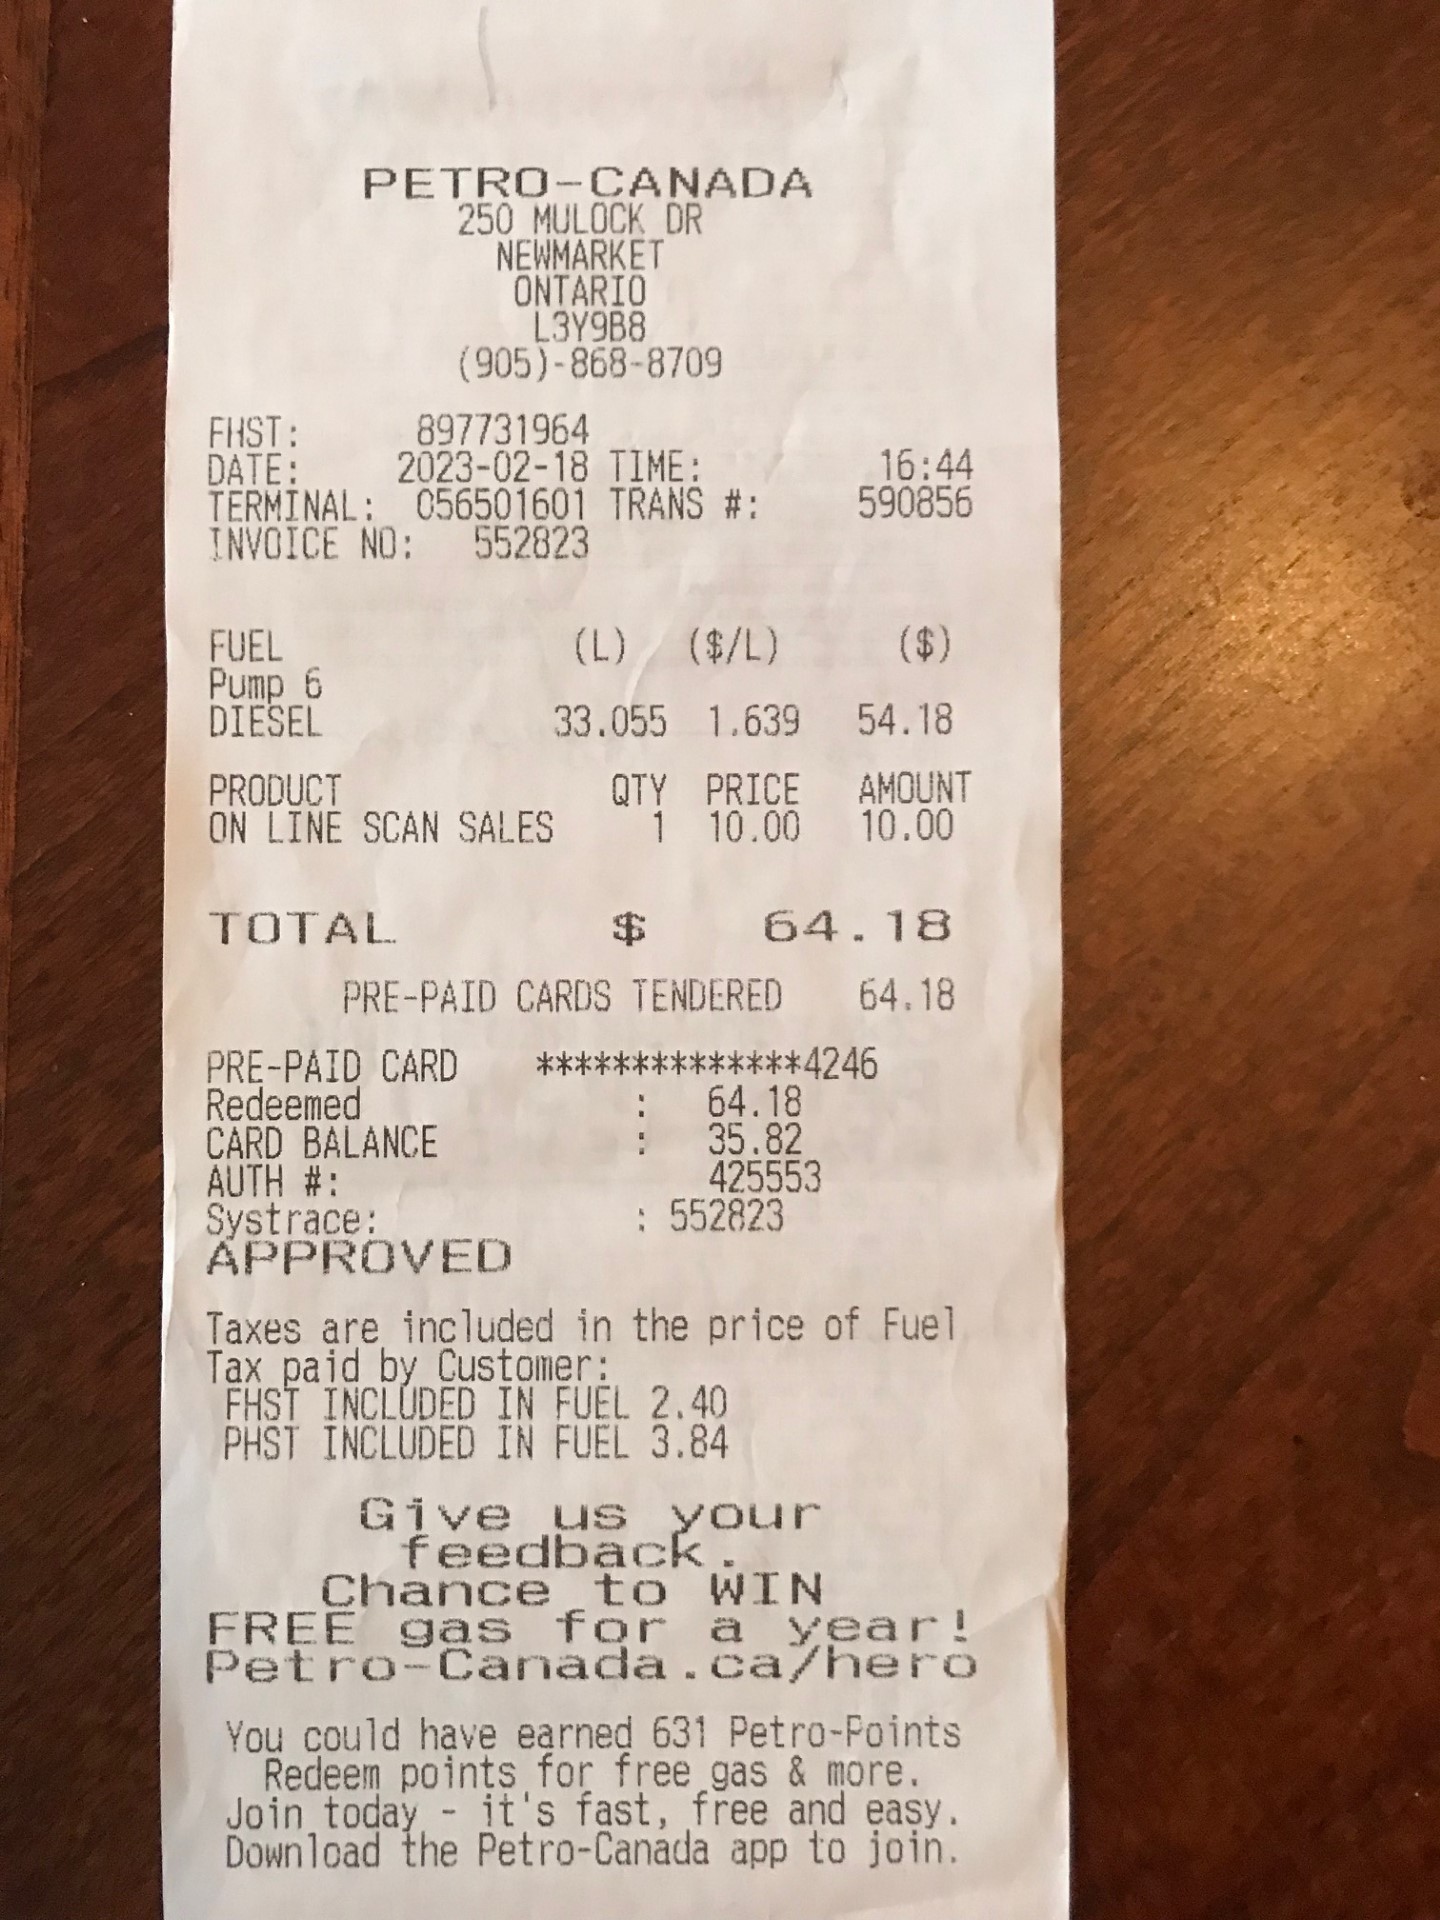 PETRO-CANADA
250 MULOCK DR
NEWMARKET
ONTARIO
L3Y9B8
(905)-868-8709
FHST: 897731964
DATE: 2023-02-18 TIME: 16:44
TERMINAL: 056501601 TRANS #: 590856
INVOICE NO: 552823
FUEL (L) ($/L) ($)
Pump 6
DIESEL 33.055 1.639 54.18
PRODUCT QTY PRICE AMOUNT
ON LINE SCAN SALES 1 10.00 10.00
TOTAL $ 64.18
PRE-PAID CARDS TENDERED 64.18
PRE-PAID CARD **************4246
Redeemed : 64.18
CARD BALANCE : 35.82
AUTH #: 425553
Systrace: : 552823
APPROVED
Taxes are included in the price of Fuel
Tax paid by Customer:
FHST INCLUDED IN FUEL 2.40
PHST INCLUDED IN FUEL 3.84
Give us your
feedback.
Chance to WIN
FREE gas for a year!
Petro-Canada.ca/hero
You could have earned 631 Petro-Points
Redeem points for free gas & more.
Join today - it's fast, free and easy.
Download the Petro-Canada app to join.